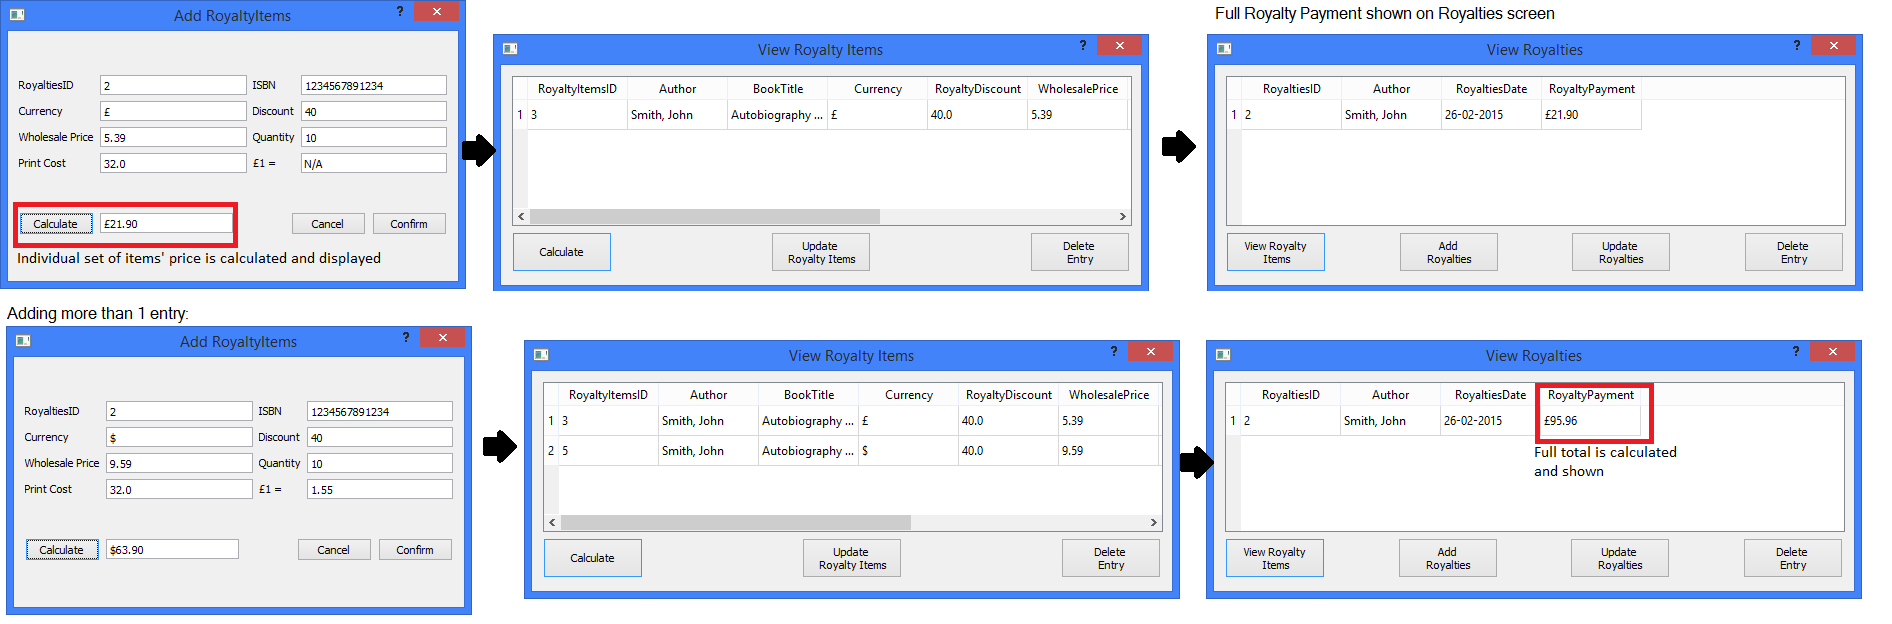 Add RoyaltyItems
?
RoyaltiesID 2 ISBN 1234567891234
Currency £ Discount 40
Wholesale Price 5.39 Quantity 10
Print Cost 32.0 £1 = N/A
Calculate £21.90 Cancel Confirm
Individual set of items' price is calculated and displayed
View Royalty Items
?
RoyaltyItemsID Author BookTitle Currency RoyaltyDiscount WholesalePrice
1 3 Smith, John Autobiography ... £ 40.0 5.39
Calculate
Update
Royalty Items
Delete
Entry
Full Royalty Payment shown on Royalties screen
View Royalties
?
RoyaltiesID Author RoyaltiesDate RoyaltyPayment
1 2 Smith, John 26-02-2015 £21.90
View Royalty
Items
Add
Royalties
Update
Royalties
Delete
Entry
Adding more than 1 entry:
Add RoyaltyItems
?
RoyaltiesID 2 ISBN 1234567891234
Currency $ Discount 40
Wholesale Price 9.59 Quantity 10
Print Cost 32.0 £1 = 1.55
Calculate $63.90 Cancel Confirm
View Royalty Items
?
RoyaltyItemsID Author BookTitle Currency RoyaltyDiscount WholesalePrice
1 3 Smith, John Autobiography ... £ 40.0 5.39
2 5 Smith, John Autobiography ... $ 40.0 9.59
Calculate
Update
Royalty Items
Delete
Entry
View Royalties
?
RoyaltiesID Author RoyaltiesDate RoyaltyPayment
1 2 Smith, John 26-02-2015 £95.96
Full total is calculated
and shown
View Royalty
Items
Add
Royalties
Update
Royalties
Delete
Entry